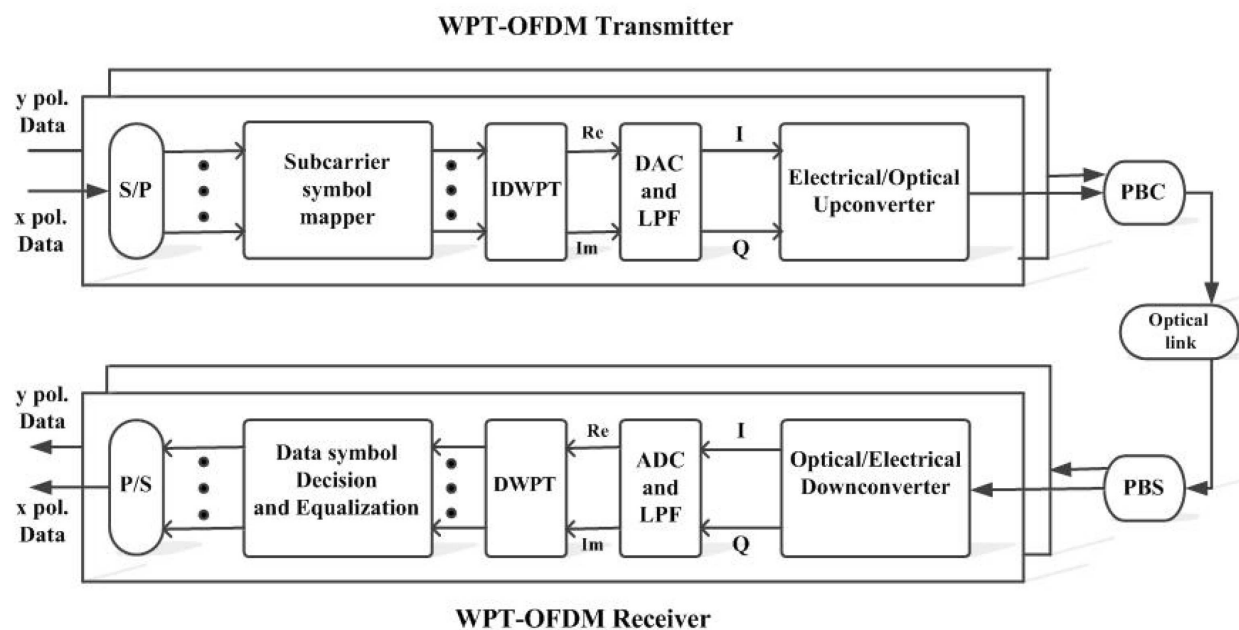 WPT-OFDM Transmitter
y pol.
Data
x pol.
Data
S/P
Subcarrier
symbol
mapper
IDWPT
Re
Im
DAC
and
LPF
I
Q
Electrical/Optical
Upconverter
PBC
Optical
link
y pol.
Data
x pol.
Data
P/S
Data symbol
Decision
and Equalization
DWPT
Re
Im
ADC
and
LPF
I
Q
Optical/Electrical
Downconverter
PBS
WPT-OFDM Receiver